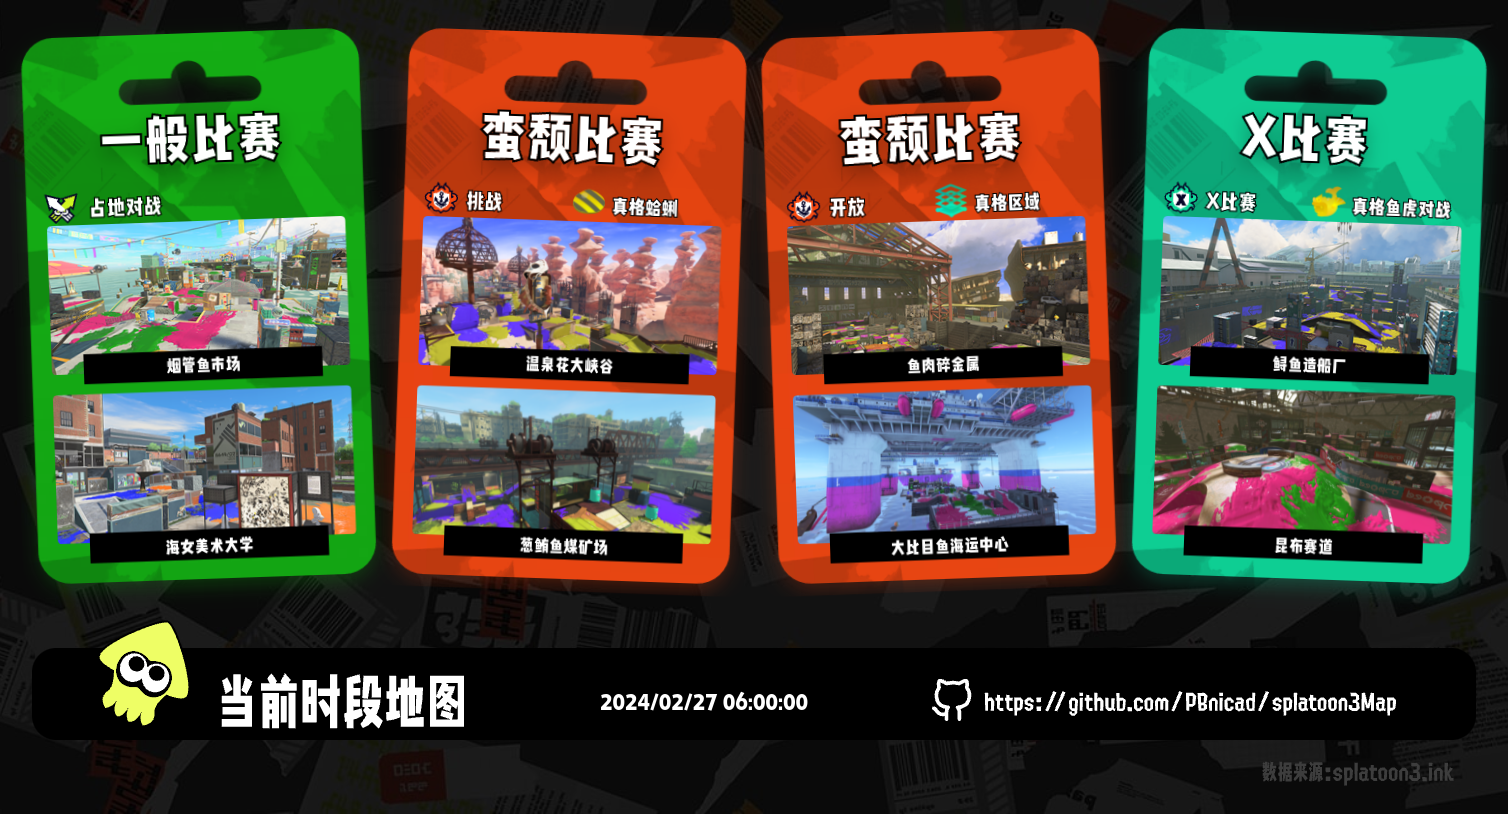 一般比赛
占地对战
烟管鱼市场
海女美术大学
蛮颓比赛
挑战
真格蛤蜊
温泉花大峡谷
葱鲔鱼煤矿场
蛮颓比赛
开放
真格区域
鱼肉碎金属
大比目鱼海运中心
X比赛
X比赛
真格鱼虎对战
鲟鱼造船厂
昆布赛道
当前时段地图
2024/02/27 06:00:00
https://github.com/PBnicad/splatoon3Map
数据来源:splatoon3.ink